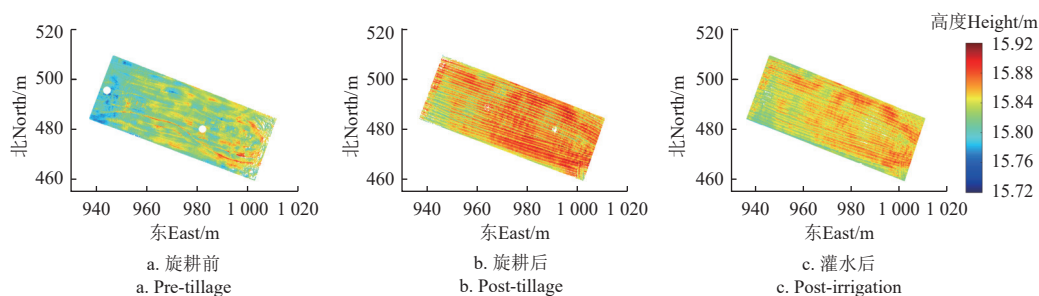 520
500
480
460
北North/m
940
960
980
1 000
1 020
东East/m
a. 旋耕前
a. Pre-tillage
520
500
480
460
北North/m
940
960
980
1 000
1 020
东East/m
b. 旋耕后
b. Post-tillage
520
500
480
460
北North/m
940
960
980
1 000
1 020
东East/m
c. 灌水后
c. Post-irrigation
高度Height/m
15.92
15.88
15.84
15.80
15.76
15.72